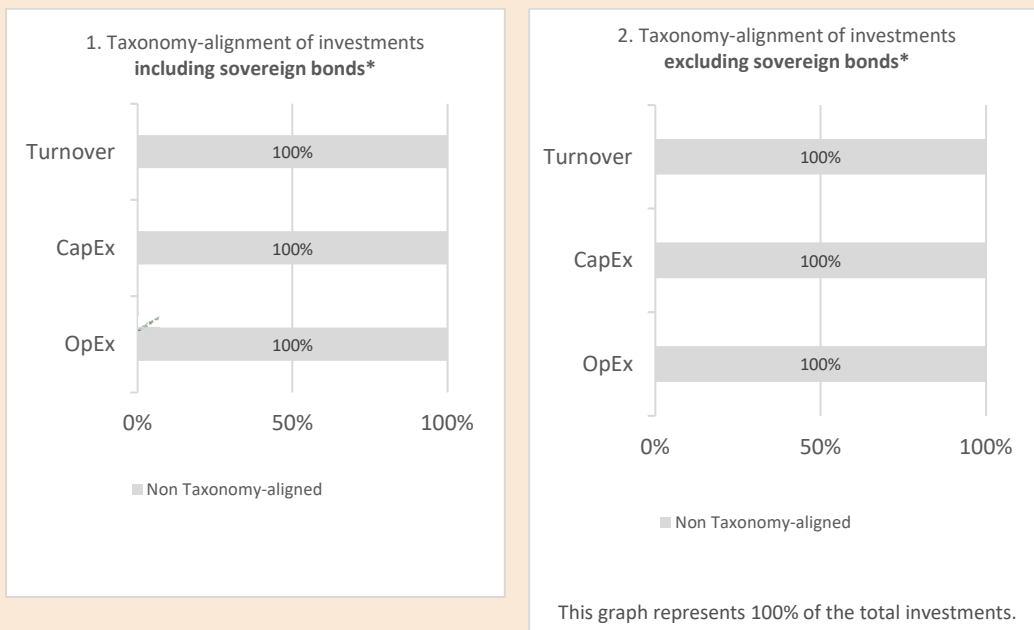 1. Taxonomy-alignment of investments
including sovereign bonds*
Turnover
100%
CapEx
100%
OpEx
100%
0%
50%
100%
Non Taxonomy-aligned
2. Taxonomy-alignment of investments
excluding sovereign bonds*
Turnover
100%
CapEx
100%
OpEx
100%
0%
50%
100%
Non Taxonomy-aligned
This graph represents 100% of the total investments.